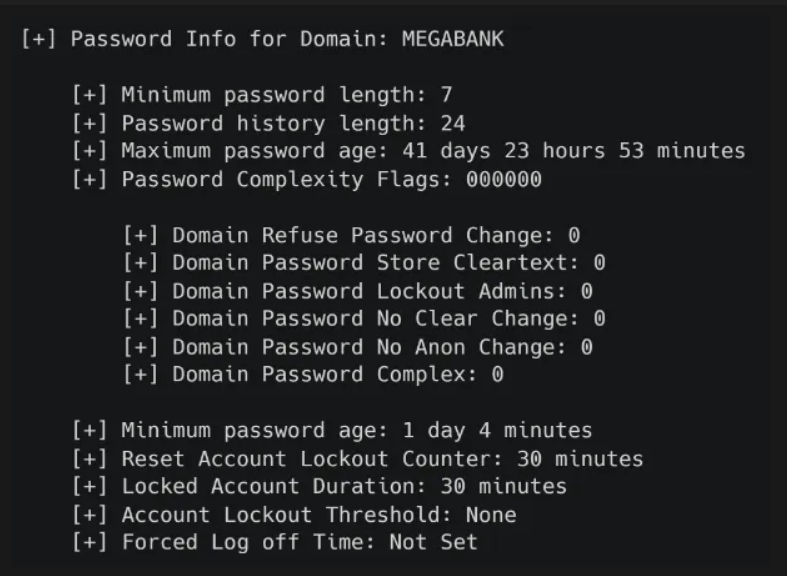 [+] Password Info for Domain: MEGABANK
[+] Minimum password length: 7
[+] Password history length: 24
[+] Maximum password age: 41 days 23 hours 53 minutes
[+] Password Complexity Flags: 000000
[+] Domain Refuse Password Change: 0
[+] Domain Password Store Cleartext: 0
[+] Domain Password Lockout Admins: 0
[+] Domain Password No Clear Change: 0
[+] Domain Password No Anon Change: 0
[+] Domain Password Complex: 0
[+] Minimum password age: 1 day 4 minutes
[+] Reset Account Lockout Counter: 30 minutes
[+] Locked Account Duration: 30 minutes
[+] Account Lockout Threshold: None
[+] Forced Log off Time: Not Set